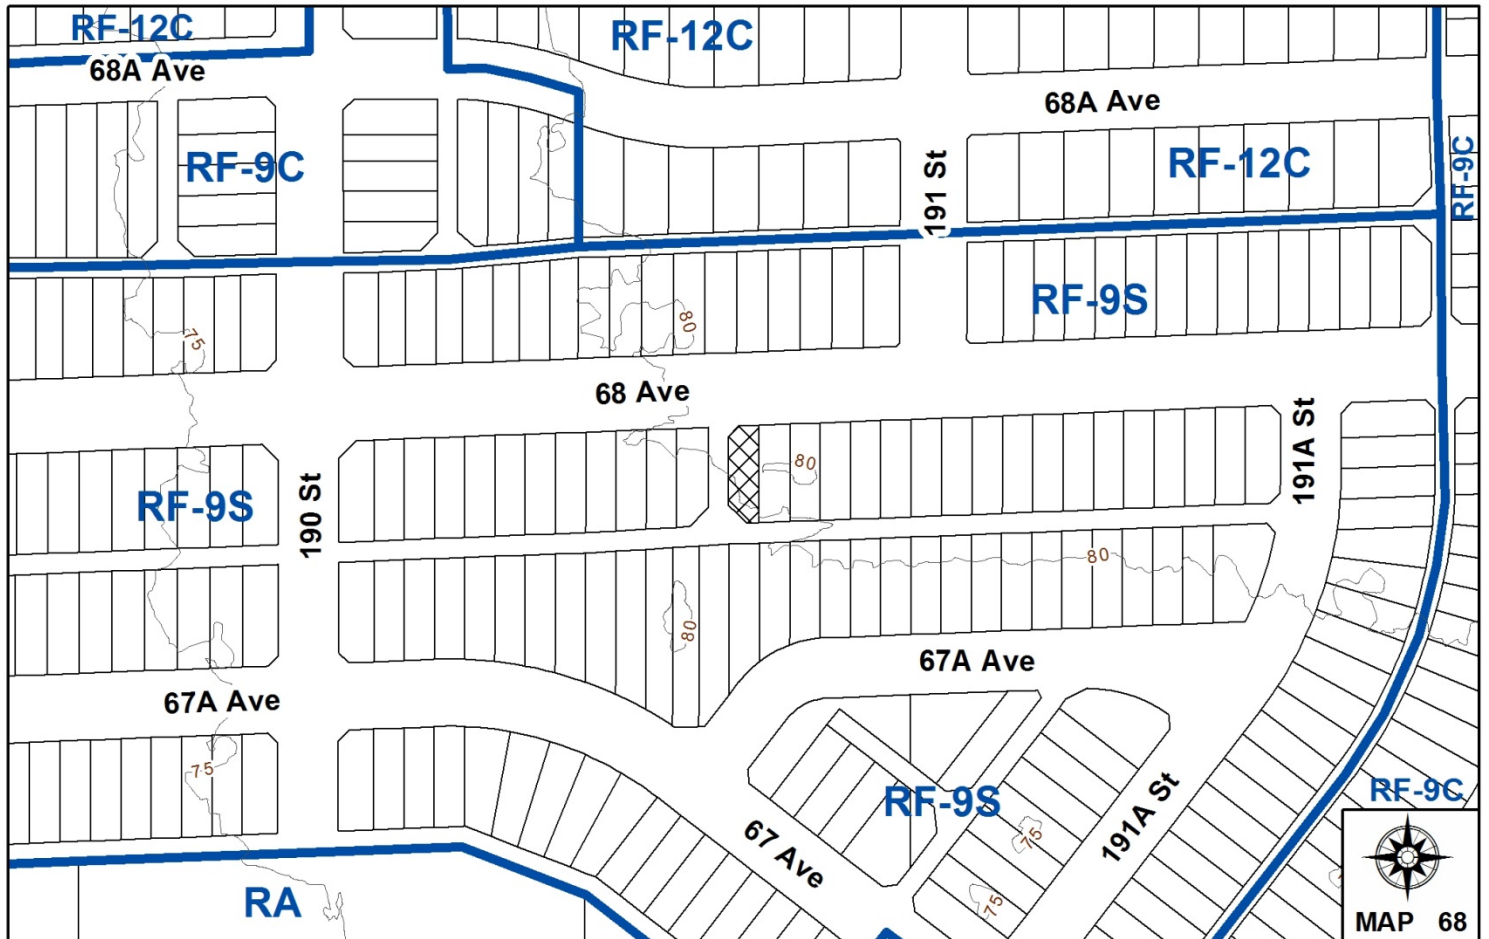 RF-12C
RF-12C
68A Ave
68A Ave
RF-9C
191 St
RF-12C
RF-9C
RF-9S
75
80
68 Ave
191A St
80
RF-9S
190 St
80
80
67A Ave
67A Ave
75
RF-9S
RF-9C
67 Ave
75
191A St
RA
75
MAP 68